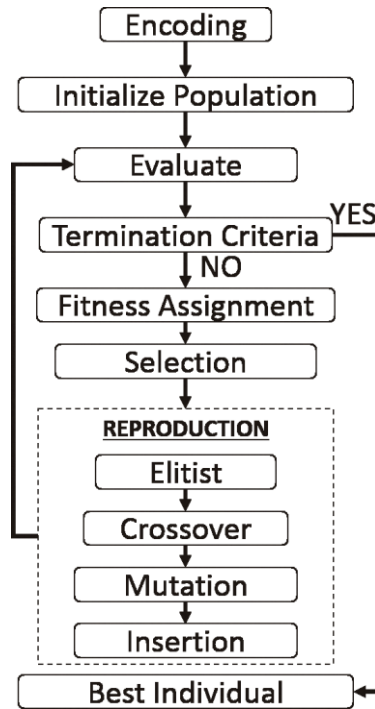 Encoding
Initialize Population
Evaluate
YES
Termination Criteria
NO
Fitness Assignment
Selection
REPRODUCTION
Elitist
Crossover
Mutation
Insertion
Best Individual